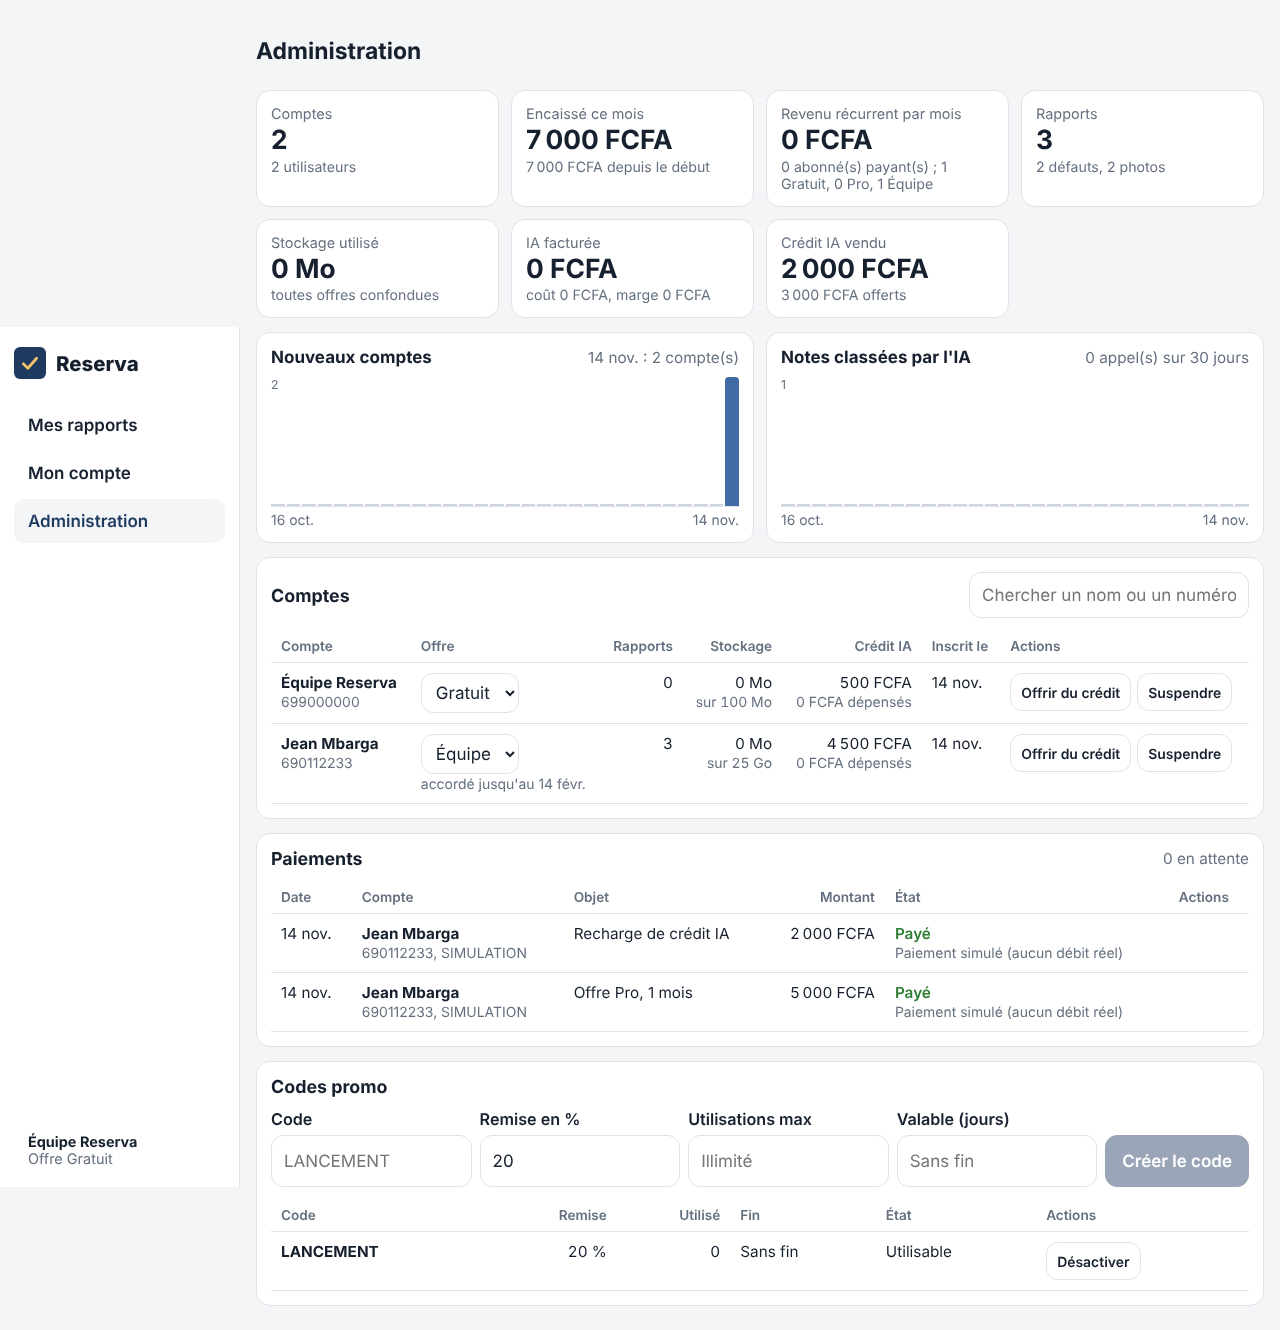 Administration
Comptes
2
2 utilisateurs
Encaissé ce mois
7 000 FCFA
7 000 FCFA depuis le début
Revenu récurrent par mois
0 FCFA
0 abonné(s) payant(s) ; 1
Gratuit, 0 Pro, 1 Équipe
Rapports
3
2 défauts, 2 photos
Stockage utilisé
0 Mo
toutes offres confondues
IA facturée
0 FCFA
coût 0 FCFA, marge 0 FCFA
Crédit IA vendu
2 000 FCFA
3 000 FCFA offerts
Reserva
Mes rapports
Mon compte
Administration
Équipe Reserva
Offre Gratuit
Nouveaux comptes
14 nov. : 2 compte(s)
2
16 oct.
14 nov.
Notes classées par l'IA
0 appel(s) sur 30 jours
1
16 oct.
14 nov.
Comptes
Chercher un nom ou un numéro
Compte Offre Rapports Stockage Crédit IA Inscrit le Actions
Équipe Reserva Gratuit 0 0 Mo 500 FCFA 14 nov. Offrir du crédit Suspendre
699000000 sur 100 Mo 0 FCFA dépensés
Jean Mbarga Équipe 3 0 Mo 4 500 FCFA 14 nov. Offrir du crédit Suspendre
690112233 sur 25 Go 0 FCFA dépensés
accordé jusqu'au 14 févr.
Paiements
0 en attente
Date Compte Objet Montant État Actions
14 nov. Jean Mbarga Recharge de crédit IA 2 000 FCFA Payé
690112233, SIMULATION Paiement simulé (aucun débit réel)
14 nov. Jean Mbarga Offre Pro, 1 mois 5 000 FCFA Payé
690112233, SIMULATION Paiement simulé (aucun débit réel)
Codes promo
Code Remise en % Utilisations max Valable (jours)
LANCEMENT 20 Illimité Sans fin Créer le code
Code Remise Utilisé Fin État Actions
LANCEMENT 20 % 0 Sans fin Utilisable Désactiver